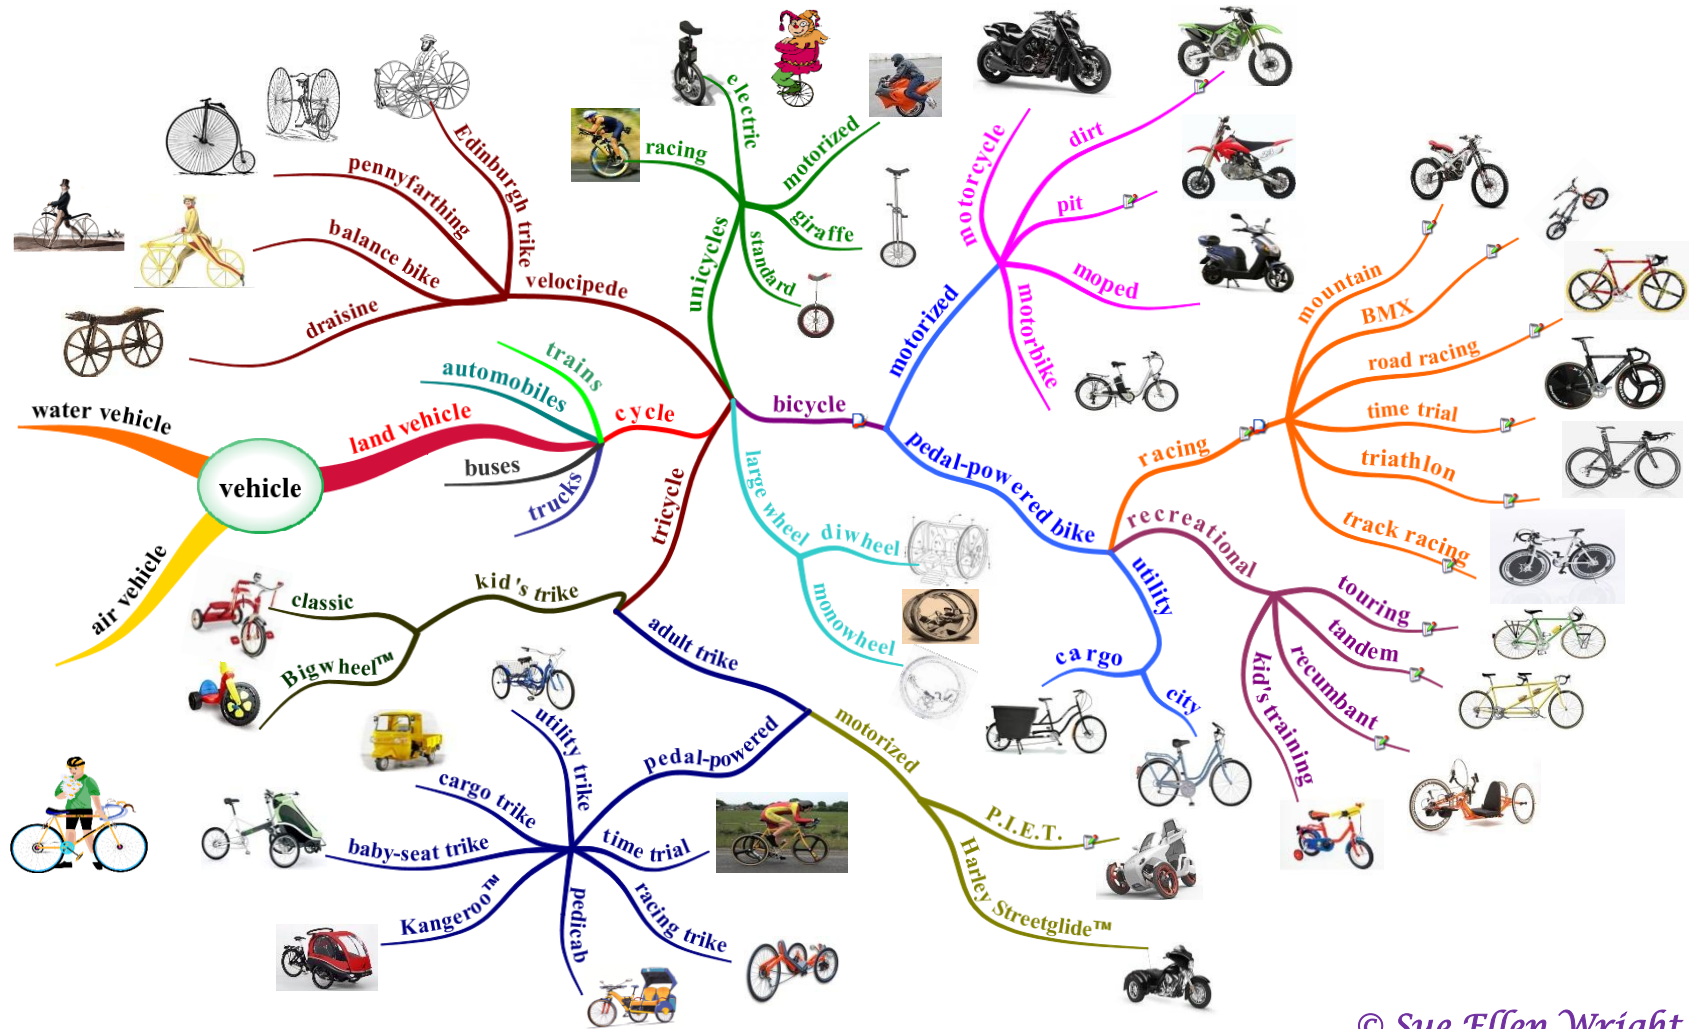 vehicle
water vehicle
land vehicle
air vehicle
trains
automobiles
buses
trucks
cycle
velocipede
Edinburgh trike
pennyfarthing
balance bike
draisine
unicycles
racing
electric
motorized
giraffe
standard
bicycle
motorized
motorcycle
dirt
pit
moped
motorbike
pedal-powered bike
racing
mountain
BMX
road racing
time trial
triathlon
track racing
recreational
touring
tandem
recumbant
kid's training
utility
cargo
city
large wheel
diwheel
monowheel
tricycle
kid's trike
classic
Bigwheel™
adult trike
pedal-powered
utility trike
cargo trike
baby-seat trike
Kangeroo™
pedicab
racing trike
time trial
motorized
P.I.E.T.
Harley Streetglide™
© Sue Ellen Wright